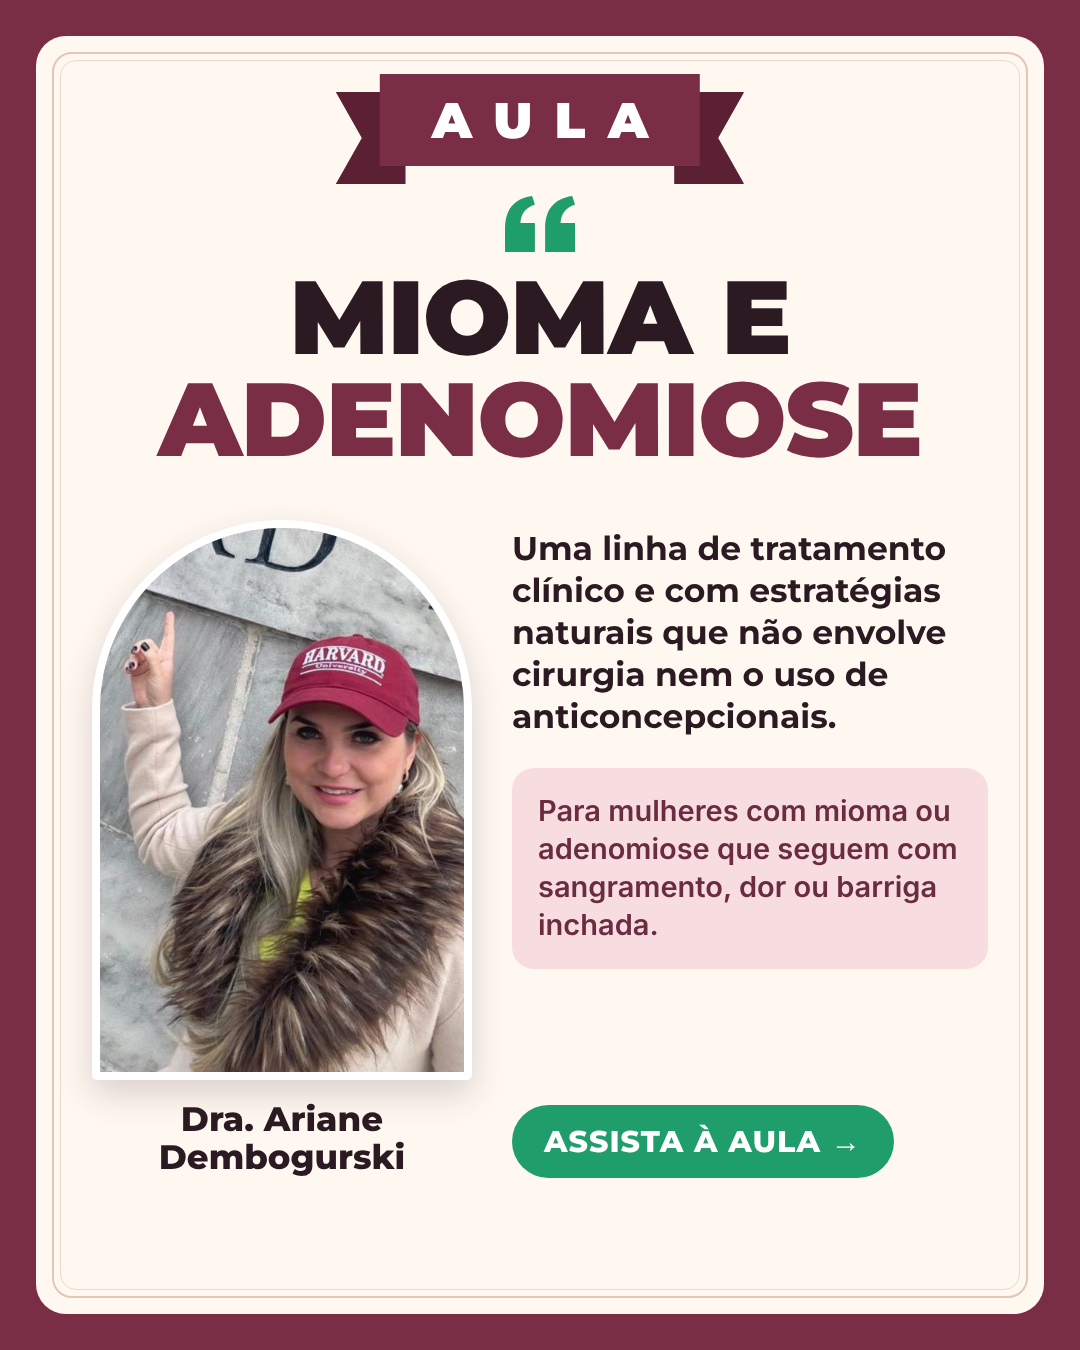 AULA
“
MIOMA E
ADENOMIOSE
Uma linha de tratamento
clínico e com estratégias
naturais que não envolve
cirurgia nem o uso de
anticoncepcionais.
HARVARD
University
Para mulheres com mioma ou
adenomiose que seguem com
sangramento, dor ou barriga
inchada.
Dra. Ariane
Dembogurski
ASSISTA À AULA →